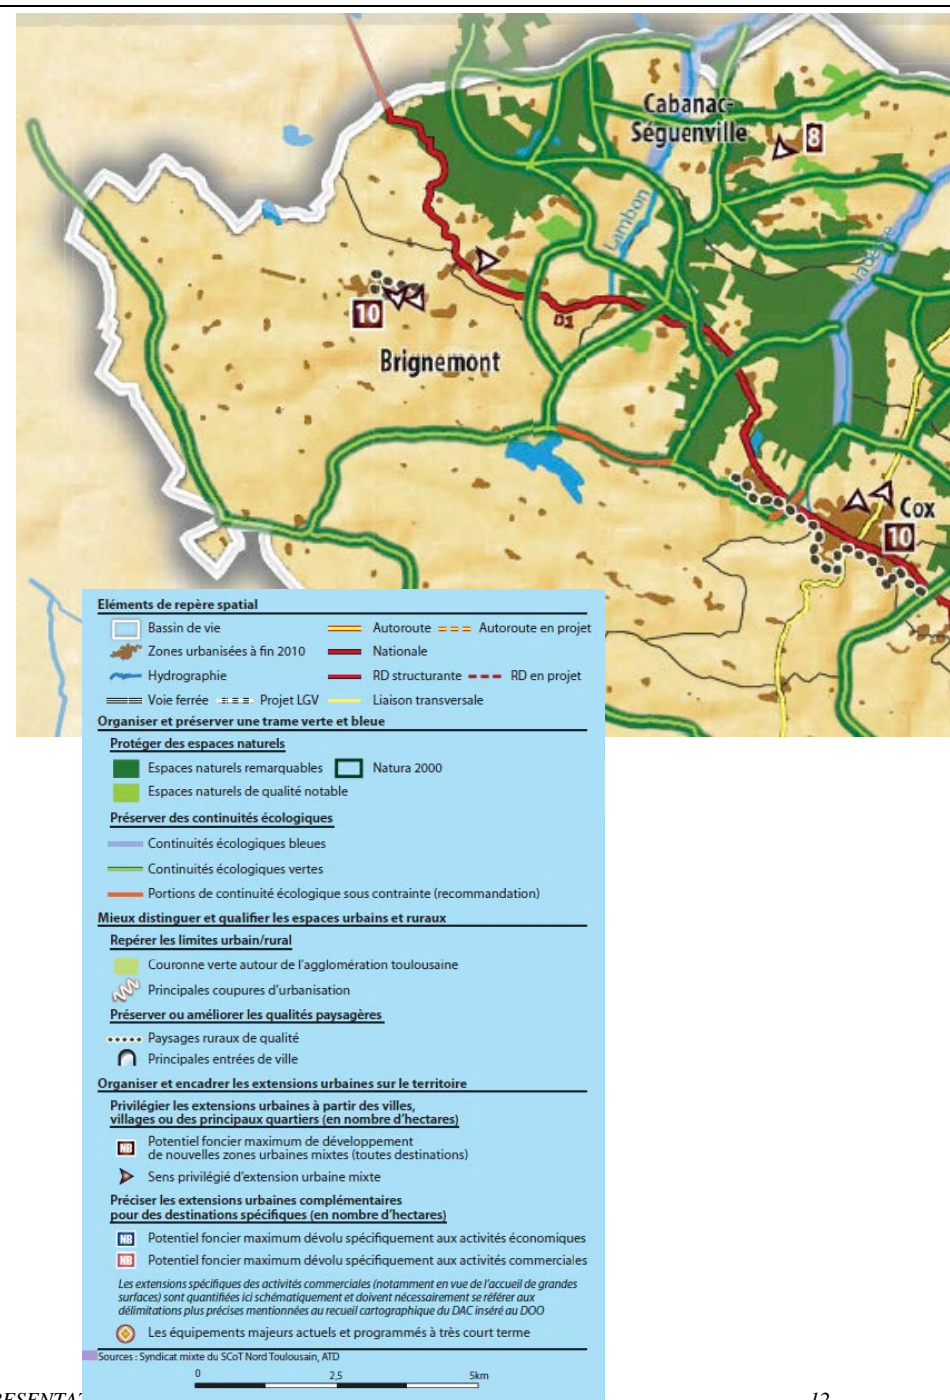 Cabanac-
Séguenville
8
Lambon
10
D1
Brignemont
Cox
10
Eléments de repère spatial
Bassin de vie
Autoroute
Autoroute en projet
Zones urbanisées à fin 2010
Nationale
Hydrographie
RD structurante
RD en projet
Voie ferrée
Projet LGV
Liaison transversale
Organiser et préserver une trame verte et bleue
Protéger des espaces naturels
Espaces naturels remarquables
Natura 2000
Espaces naturels de qualité notable
Préserver des continuités écologiques
Continuités écologiques bleues
Continuités écologiques vertes
Portions de continuité écologique sous contrainte (recommandation)
Mieux distinguer et qualifier les espaces urbains et ruraux
Repérer les limites urbain/rural
Couronne verte autour de l'agglomération toulousaine
Principales coupures d'urbanisation
Préserver ou améliorer les qualités paysagères
Paysages ruraux de qualité
Principales entrées de ville
Organiser et encadrer les extensions urbaines sur le territoire
Privilégier les extensions urbaines à partir des villes,
villages ou des principaux quartiers (en nombre d'hectares)
NB
Potentiel foncier maximum de développement
de nouvelles zones urbaines mixtes (toutes destinations)
Sens privilégié d'extension urbaine mixte
Préciser les extensions urbaines complémentaires
pour des destinations spécifiques (en nombre d'hectares)
NB
Potentiel foncier maximum dévolu spécifiquement aux activités économiques
NB
Potentiel foncier maximum dévolu spécifiquement aux activités commerciales
Les extensions spécifiques des activités commerciales (notamment en vue de l'accueil de grandes
surfaces) sont quantifiées ici schématiquement et doivent nécessairement se référer aux
délimitations plus précises mentionnées au recueil cartographique du DAC inséré au DOO
Les équipements majeurs actuels et programmés à très court terme
Sources : Syndicat mixte du SCoT Nord Toulousain, ATD
0 2,5 5km
12